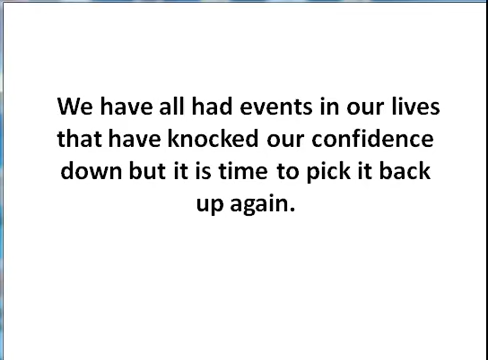 We have all had events in our lives
that have knocked our confidence
down but it is time to pick it back
up again.